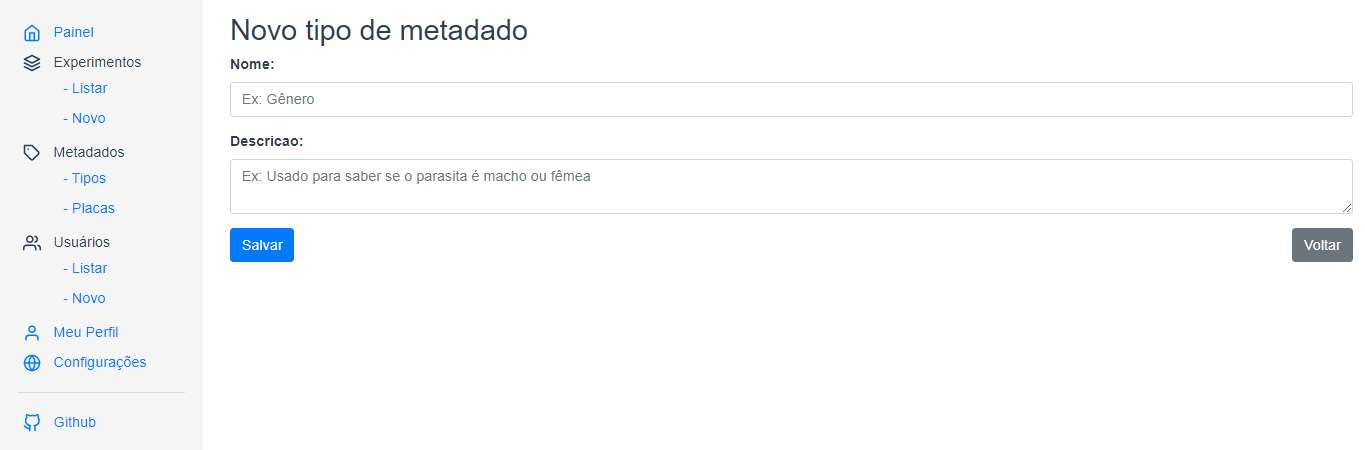 Painel
Experimentos
- Listar
- Novo
Metadados
- Tipos
- Placas
Usuários
- Listar
- Novo
Meu Perfil
Configurações
Github
Novo tipo de metadado
Nome:
Ex: Gênero
Descricao:
Ex: Usado para saber se o parasita é macho ou fêmea
Salvar
Voltar